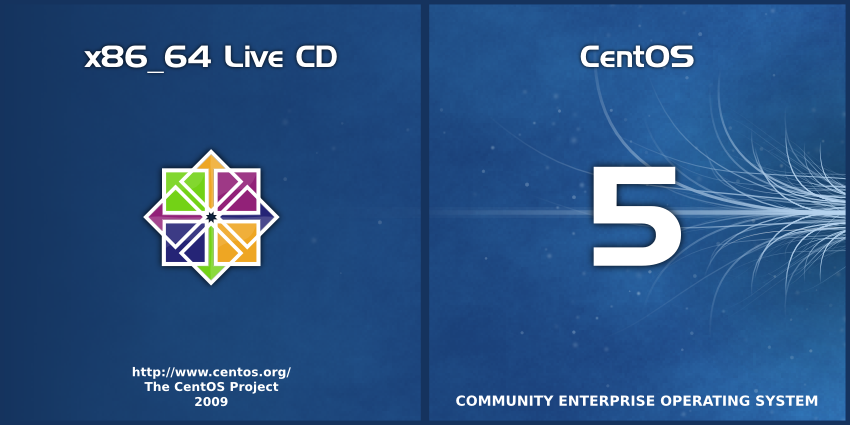 x86_64 Live CD
http://www.centos.org/
The CentOS Project
2009
CentOS
5
COMMUNITY ENTERPRISE OPERATING SYSTEM